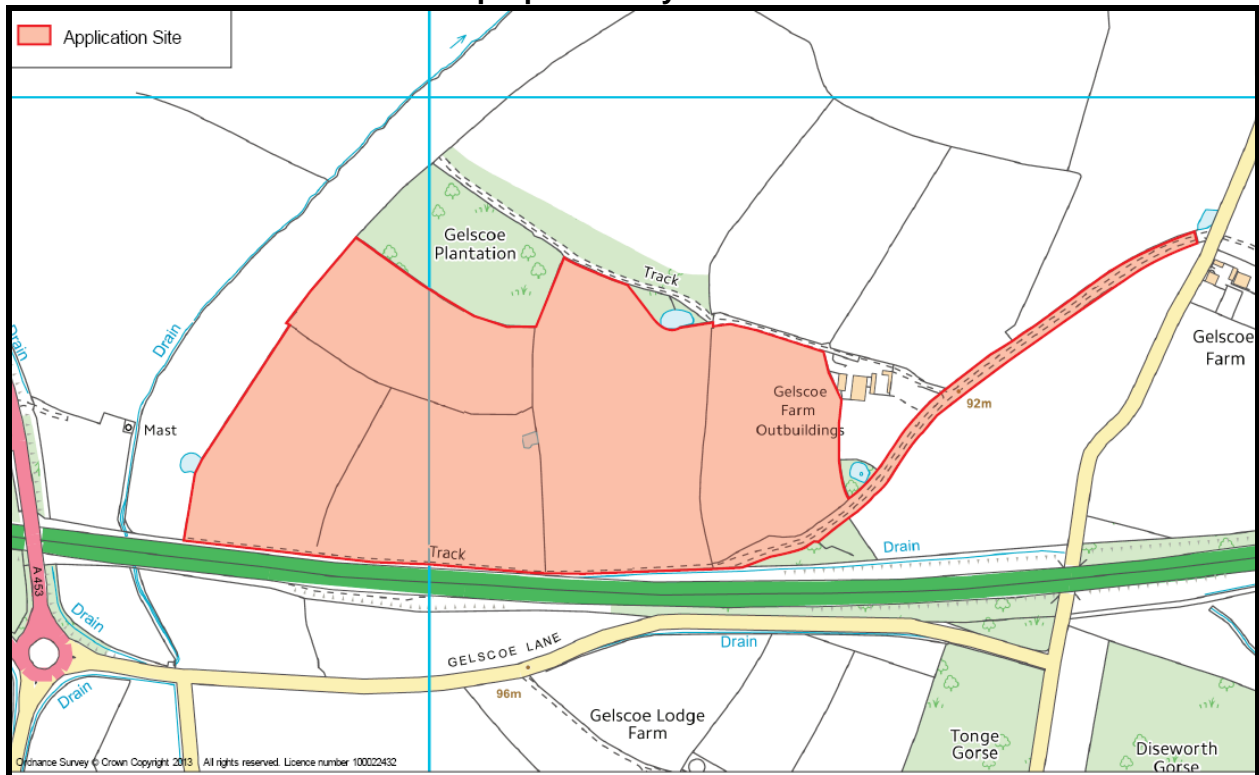 Application Site
Gelscoe
Plantation
Track
Drain
Drain
Mast
Gelscoe
Farm
Outbuildings
92m
Gelscoe
Farm
Track
Drain
A 453
Drain
GELSCOE LANE
Drain
96m
Drain
Gelscoe Lodge
Farm
Tonge
Gorse
Diseworth
Gorse
Ordnance Survey © Crown Copyright 2013 All rights reserved. Licence number 100022432